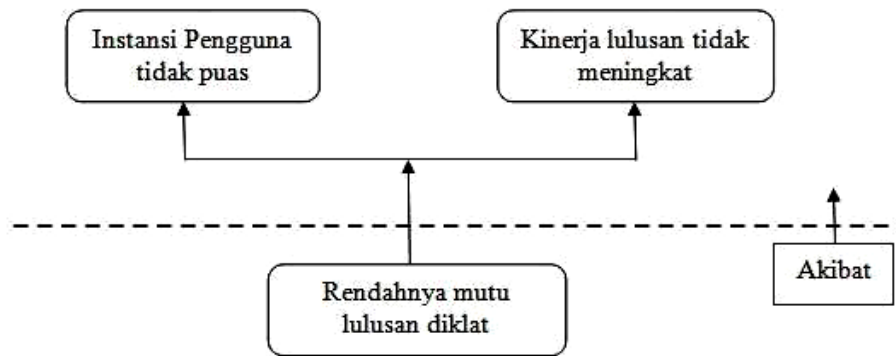 Instansi Pengguna
tidak puas
Kinerja lulusan tidak
meningkat
Akibat
Rendahnya mutu
lulusan diklat